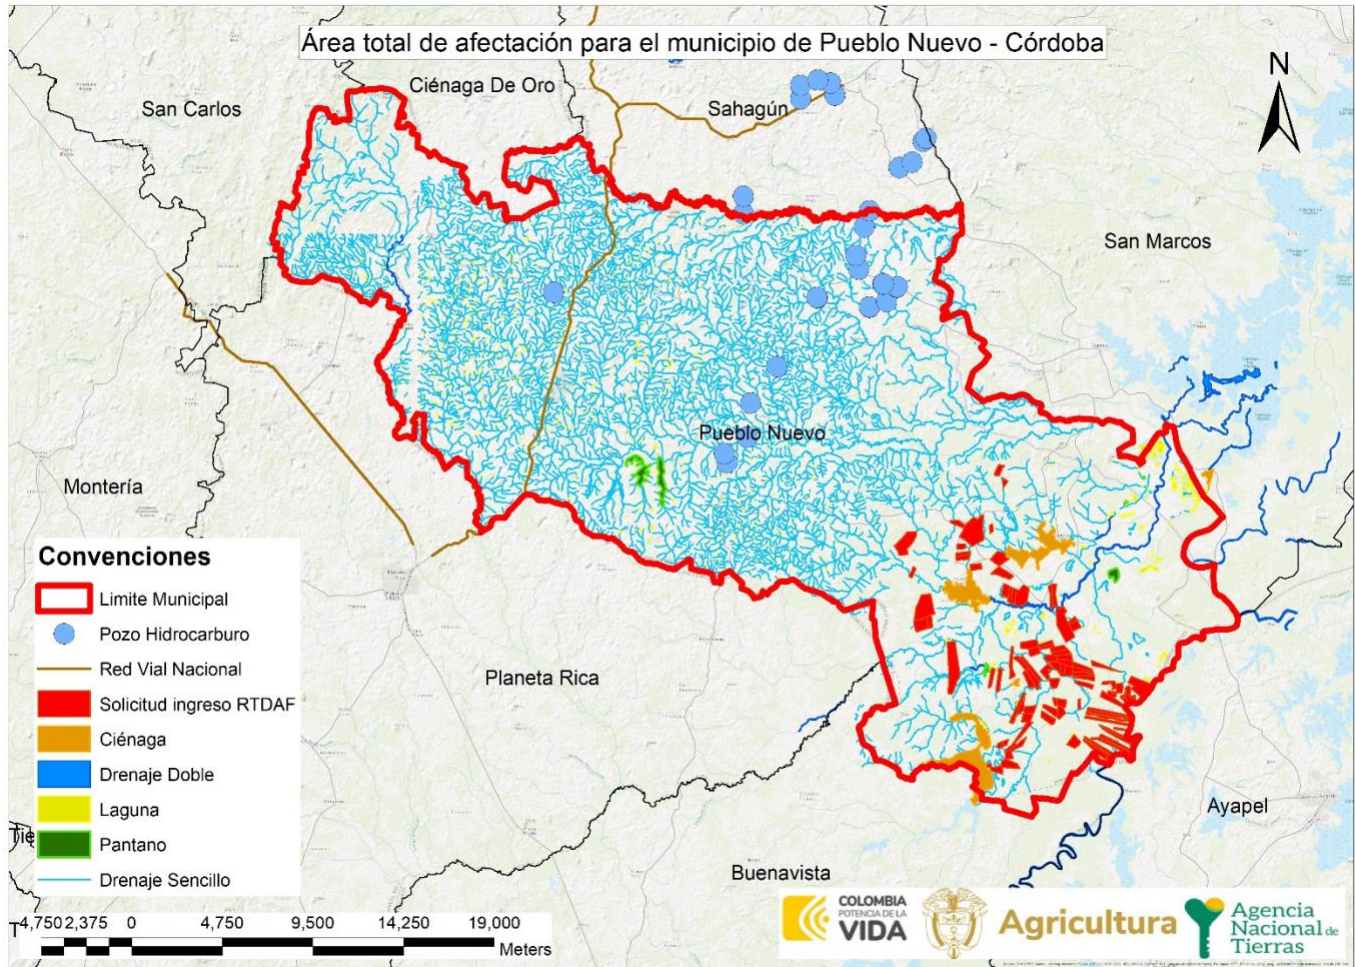 Área total de afectación para el municipio de Pueblo Nuevo - Córdoba
N
Ciénaga De Oro
San Carlos
Sahagún
San Marcos
Pueblo Nuevo
Montería
Planeta Rica
Ayapel
Buenavista
Convenciones
Limite Municipal
Pozo Hidrocarburo
Red Vial Nacional
Solicitud ingreso RTDAF
Ciénaga
Drenaje Doble
Laguna
Pantano
Drenaje Sencillo
4,750 2,375 0 4,750 9,500 14,250 19,000
Meters
COLOMBIA
POTENCIA DE LA
VIDA
Agricultura
Agencia
Nacional de
Tierras